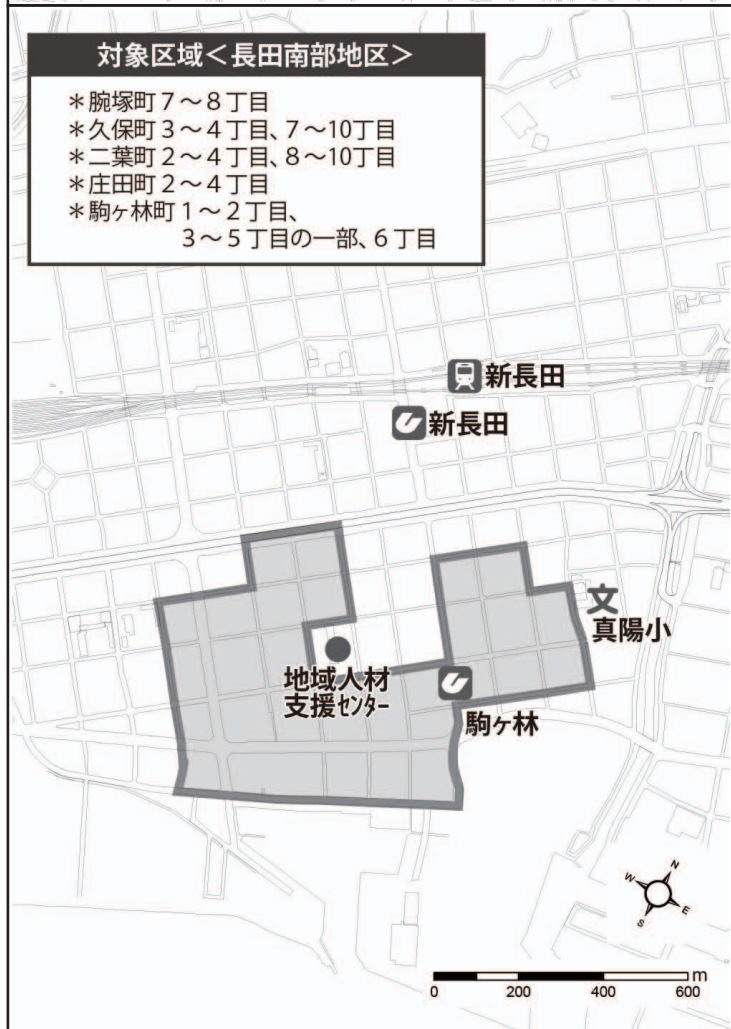 対象区域<長田南部地区>
＊腕塚町７～８丁目
＊久保町３～４丁目、７～10丁目
＊二葉町２～４丁目、８～10丁目
＊庄田町２～４丁目
＊駒ヶ林町１～２丁目、
３～５丁目の一部、６丁目
新長田
新長田
文
真陽小
地域人材
支援センター
駒ヶ林
N
W
E
S
m
0 200 400 600